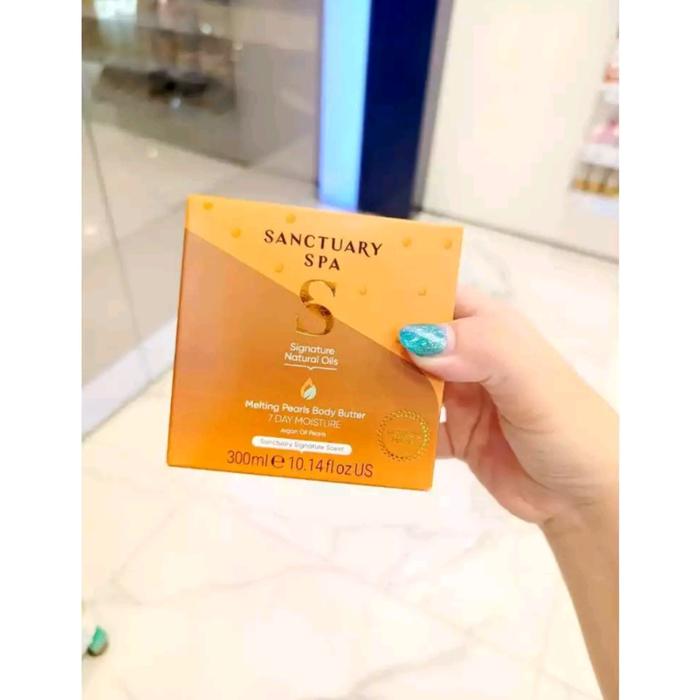 SANCTUARY
SPA
S
Signature
Natural Oils
Melting Pearls Body Butter
7 DAY MOISTURE
Argan Oil Pearls
Sanctuary Signature Scent
300ml ℮ 10.14fl oz US